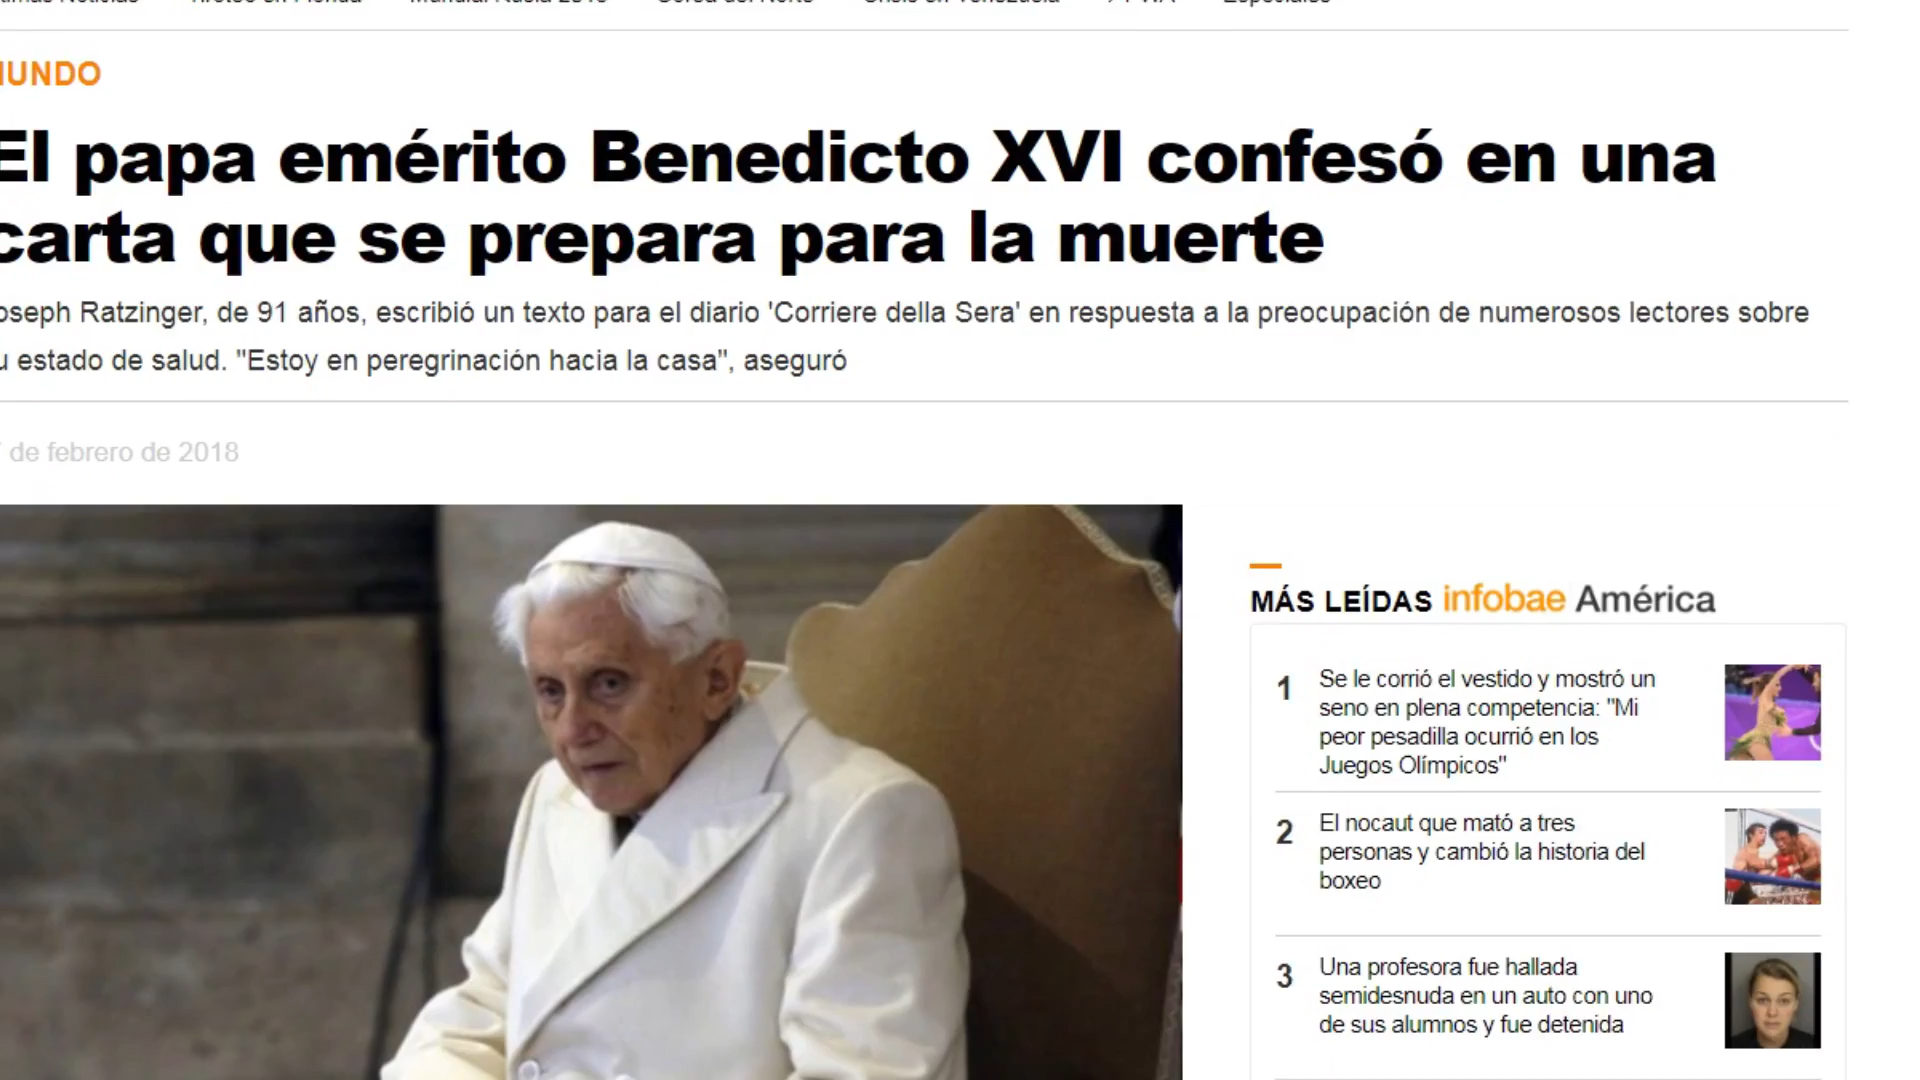 MUNDO
El papa emérito Benedicto XVI confesó en una
carta que se prepara para la muerte
oseph Ratzinger, de 91 años, escribió un texto para el diario 'Corriere della Sera' en respuesta a la preocupación de numerosos lectores sobre
u estado de salud. "Estoy en peregrinación hacia la casa", aseguró
de febrero de 2018
MÁS LEÍDAS infobae América
1 Se le corrió el vestido y mostró un
seno en plena competencia: "Mi
peor pesadilla ocurrió en los
Juegos Olímpicos"
2 El nocaut que mató a tres
personas y cambió la historia del
boxeo
3 Una profesora fue hallada
semidesnuda en un auto con uno
de sus alumnos y fue detenida